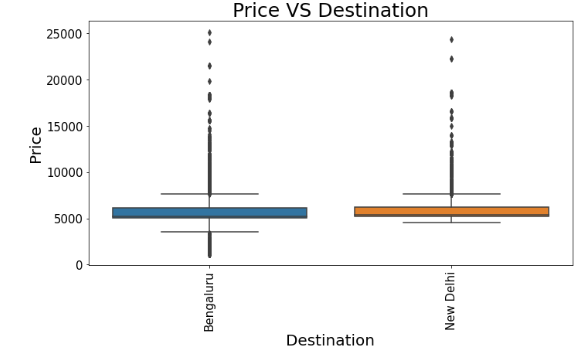 Price VS Destination
25000
20000
15000
10000
5000
0
Price
Bengaluru
New Delhi
Destination